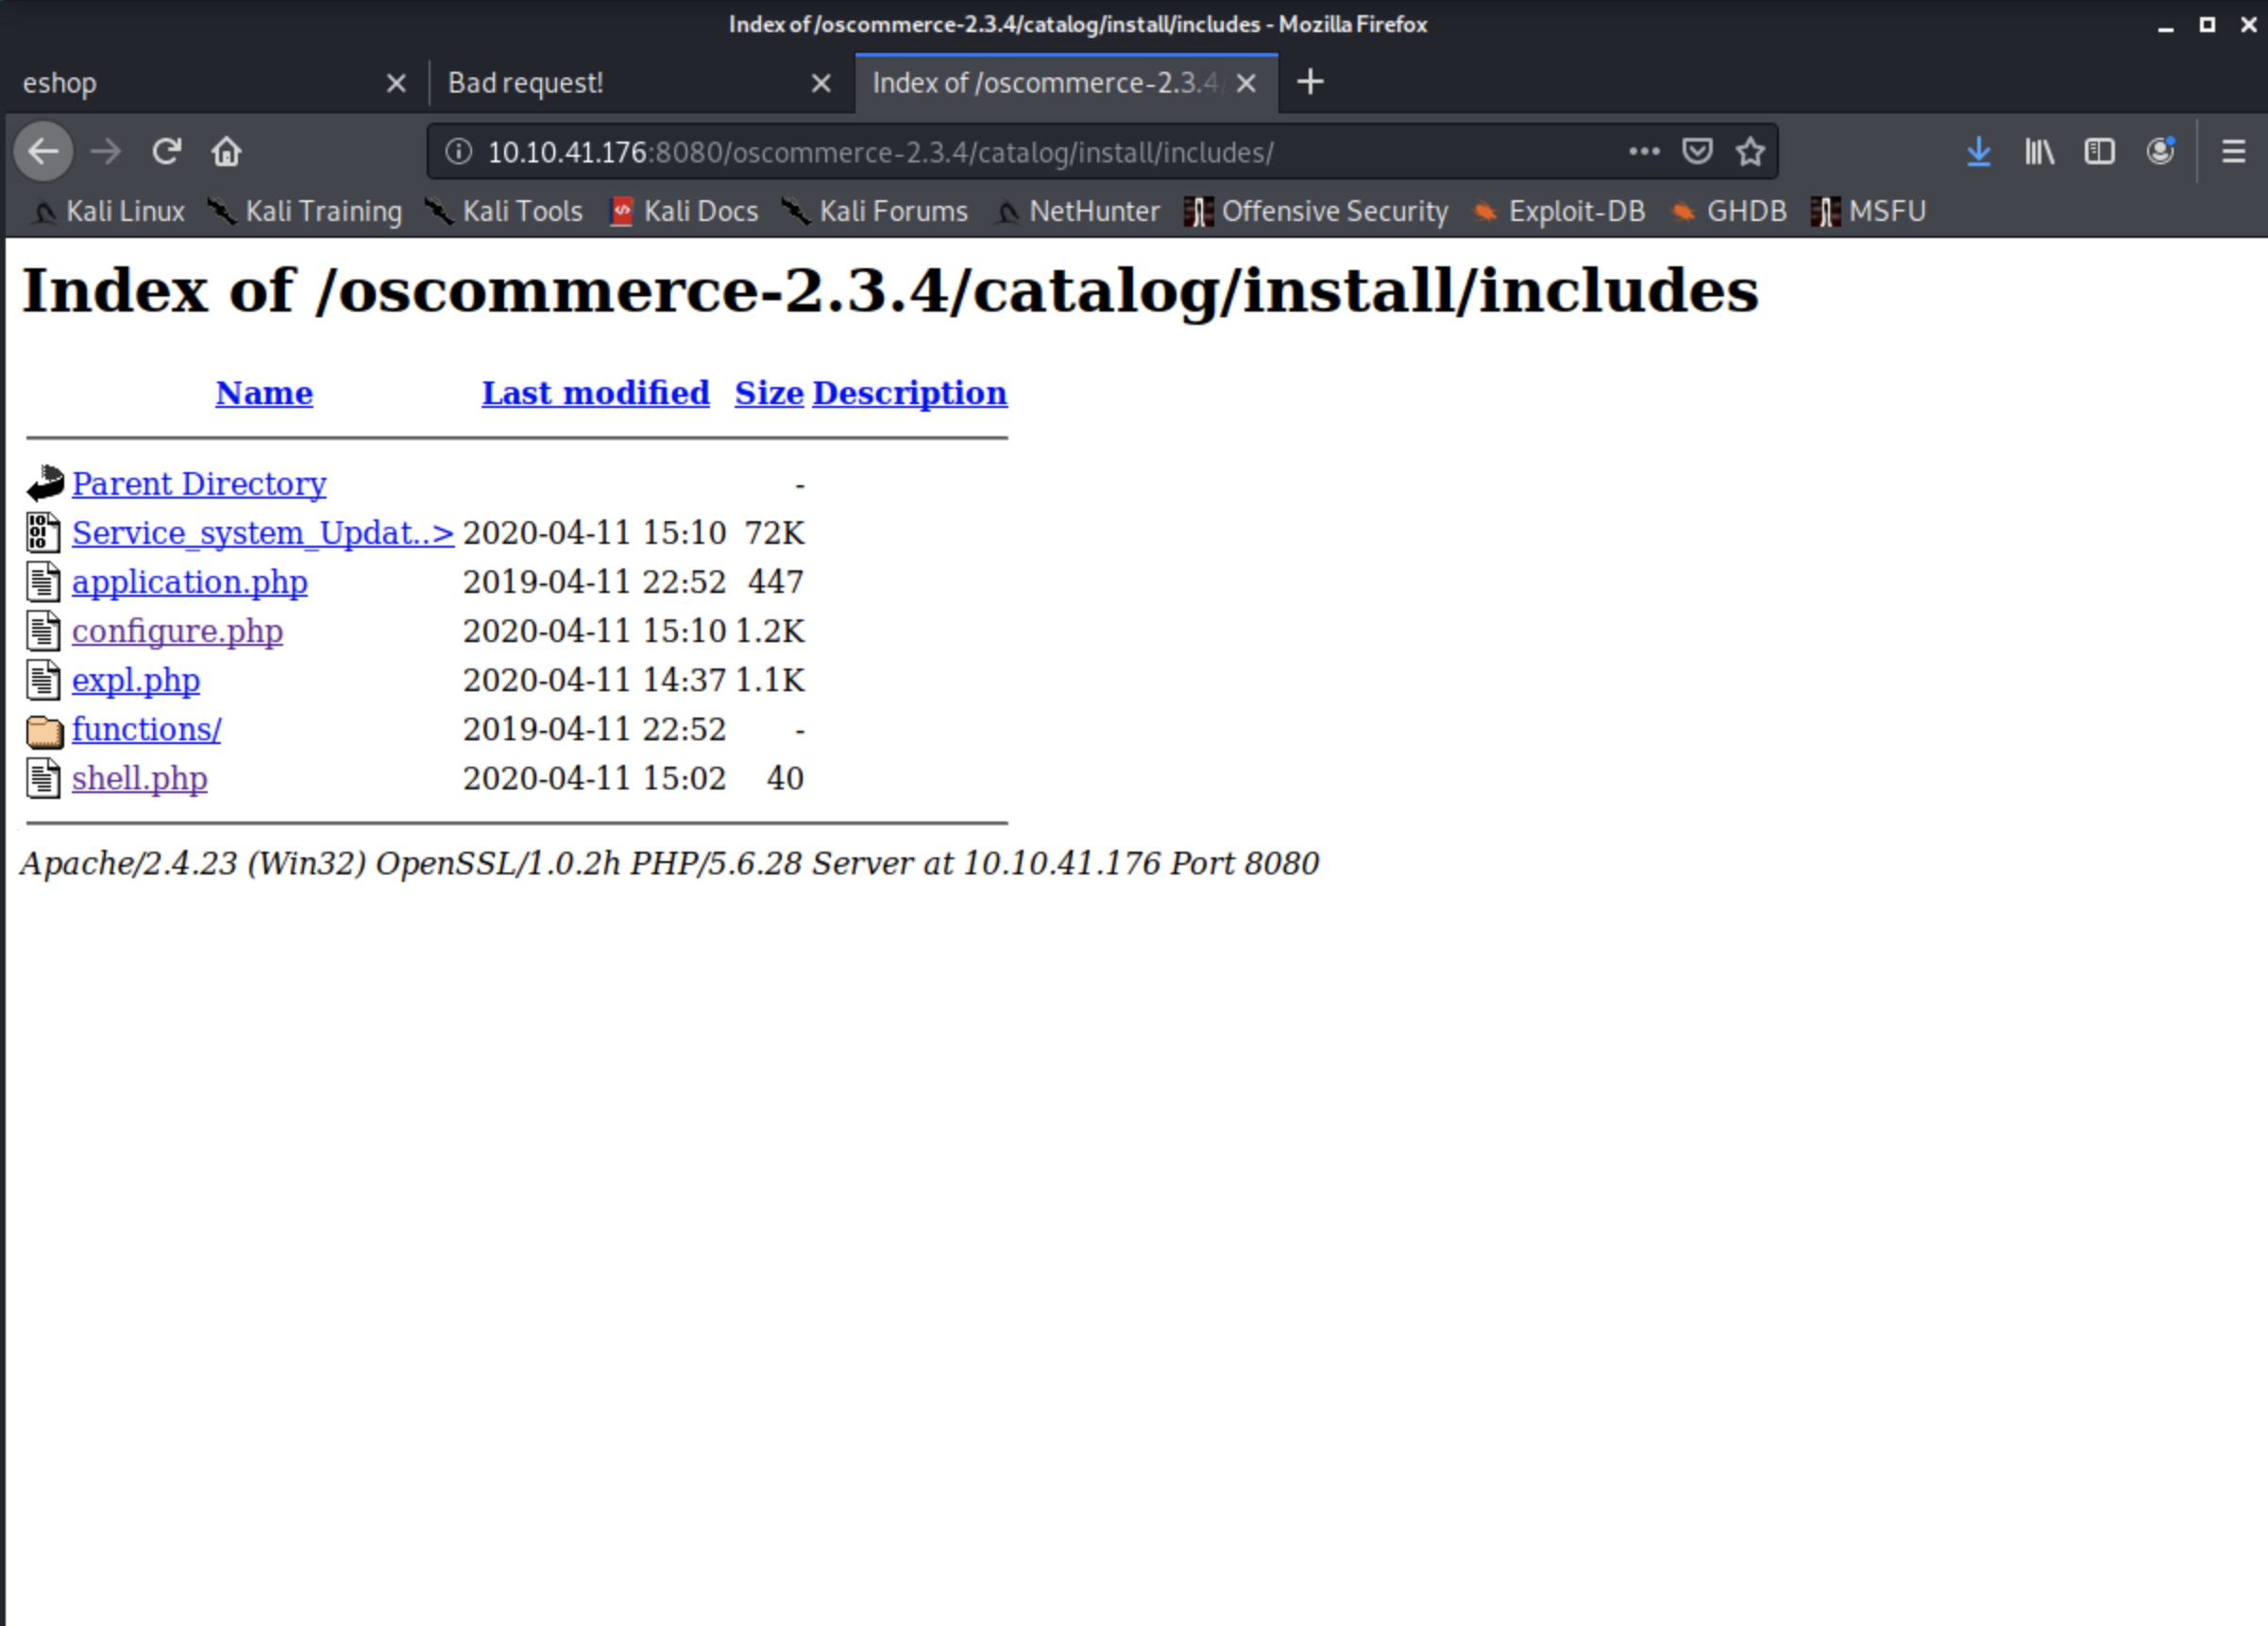 Index of /oscommerce-2.3.4/catalog/install/includes - Mozilla Firefox
eshop
Bad request!
Index of /oscommerce-2.3.4/
10.10.41.176:8080/oscommerce-2.3.4/catalog/install/includes/
Kali Linux Kali Training Kali Tools Kali Docs Kali Forums NetHunter Offensive Security Exploit-DB GHDB MSFU
Index of /oscommerce-2.3.4/catalog/install/includes
Name Last modified Size Description
Parent Directory -
Service_system_Updat..> 2020-04-11 15:10 72K
application.php 2019-04-11 22:52 447
configure.php 2020-04-11 15:10 1.2K
expl.php 2020-04-11 14:37 1.1K
functions/ 2019-04-11 22:52 -
shell.php 2020-04-11 15:02 40
Apache/2.4.23 (Win32) OpenSSL/1.0.2h PHP/5.6.28 Server at 10.10.41.176 Port 8080